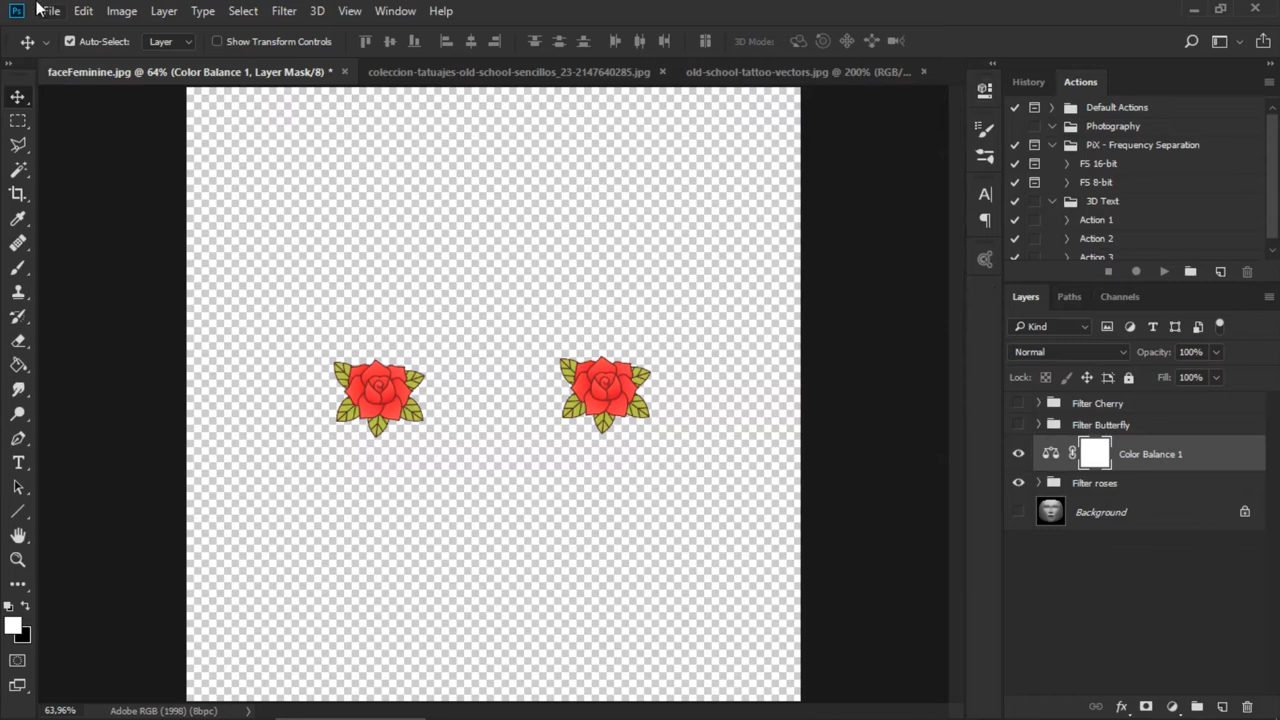 Ps File Edit Image Layer Type Select Filter 3D View Window Help
Auto-Select: Layer Show Transform Controls 3D Mode:
faceFeminine.jpg @ 64% (Color Balance 1, Layer Mask/8) * coleccion-tatuajes-old-school-sencillos_23-2147640285.jpg old-school-tattoo-vectors.jpg @ 200% (RGB/...
History Actions
Default Actions
Photography
PiX - Frequency Separation
FS 16-bit
FS 8-bit
3D Text
Action 1
Action 2
Action 3
Layers Paths Channels
Kind
Normal Opacity: 100%
Lock: Fill: 100%
Filter Cherry
Filter Butterfly
Color Balance 1
Filter roses
Background
63,96% Adobe RGB (1998) (8bpc)